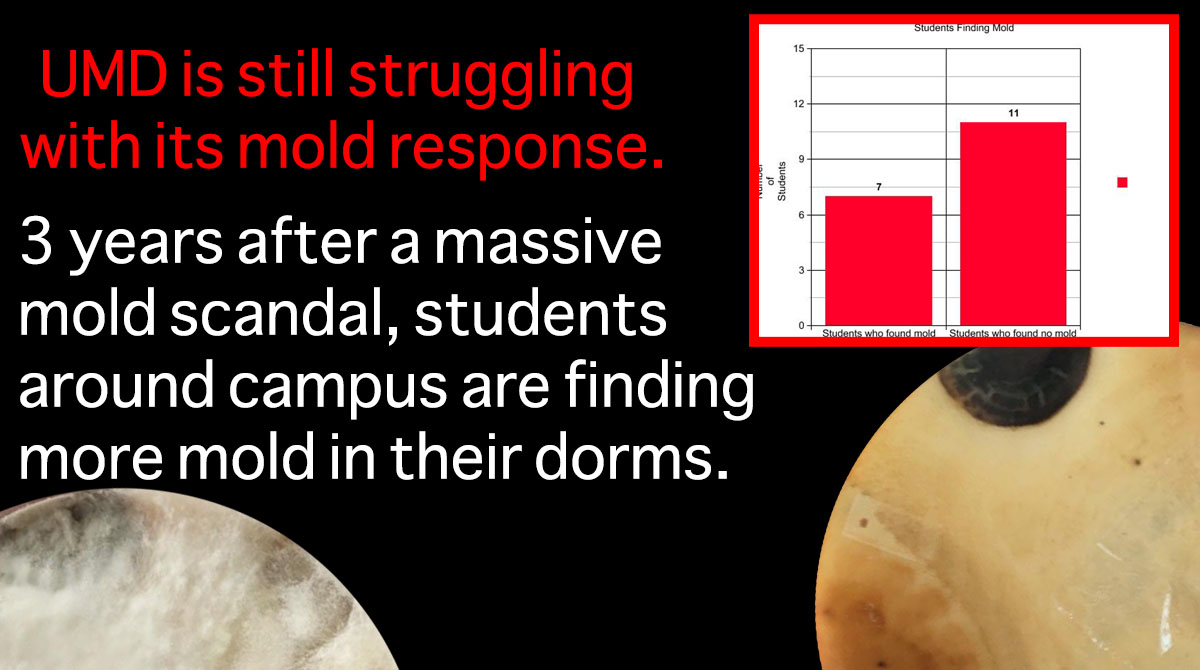 UMD is still struggling
with its mold response.
3 years after a massive
mold scandal, students
around campus are finding
more mold in their dorms.
Students Finding Mold
15
12
9
6
3
0
of
Students
7
11
Students who found mold
Students who found no mold